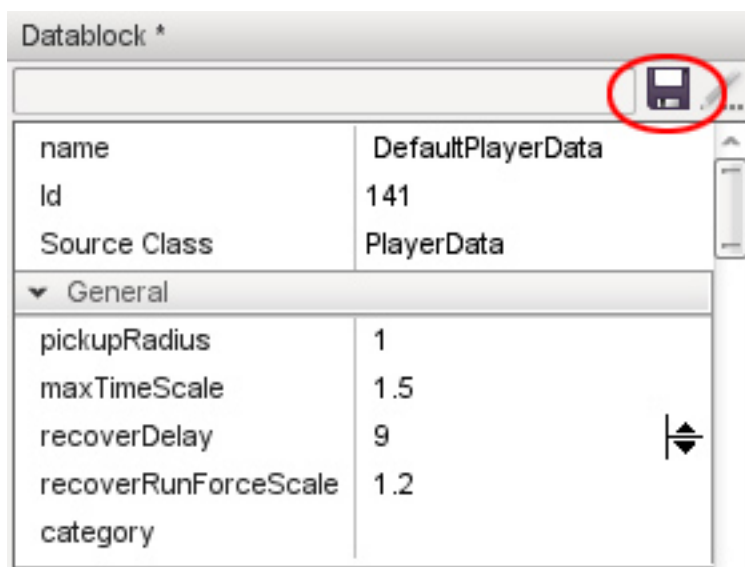 Datablock *
name DefaultPlayerData
Id 141
Source Class PlayerData
General
pickupRadius 1
maxTimeScale 1.5
recoverDelay 9
recoverRunForceScale 1.2
category